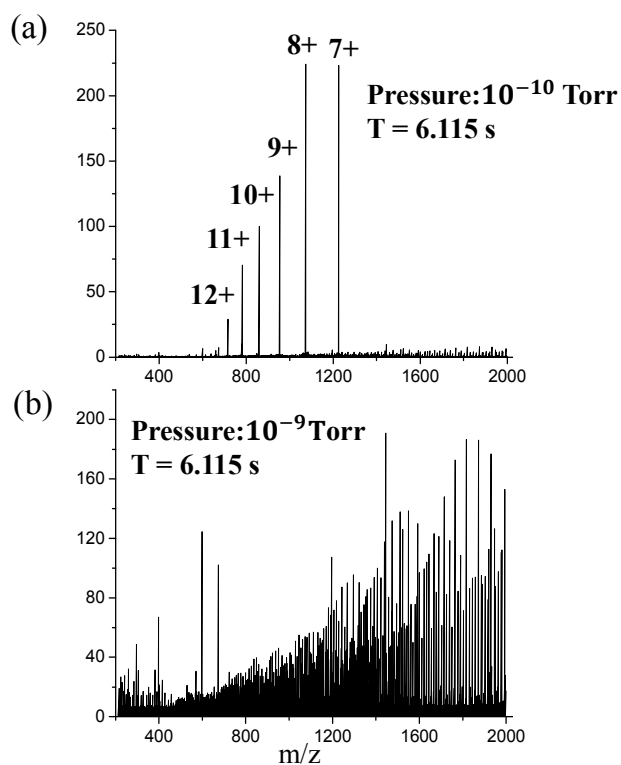 (a)
250
200
150
100
50
0
8+ 7+
9+
10+
11+
12+
Pressure:10⁻¹⁰ Torr
T = 6.115 s
400 800 1200 1600 2000
(b)
200
160
120
80
40
0
Pressure:10⁻⁹Torr
T = 6.115 s
400 800 1200 1600 2000
m/z